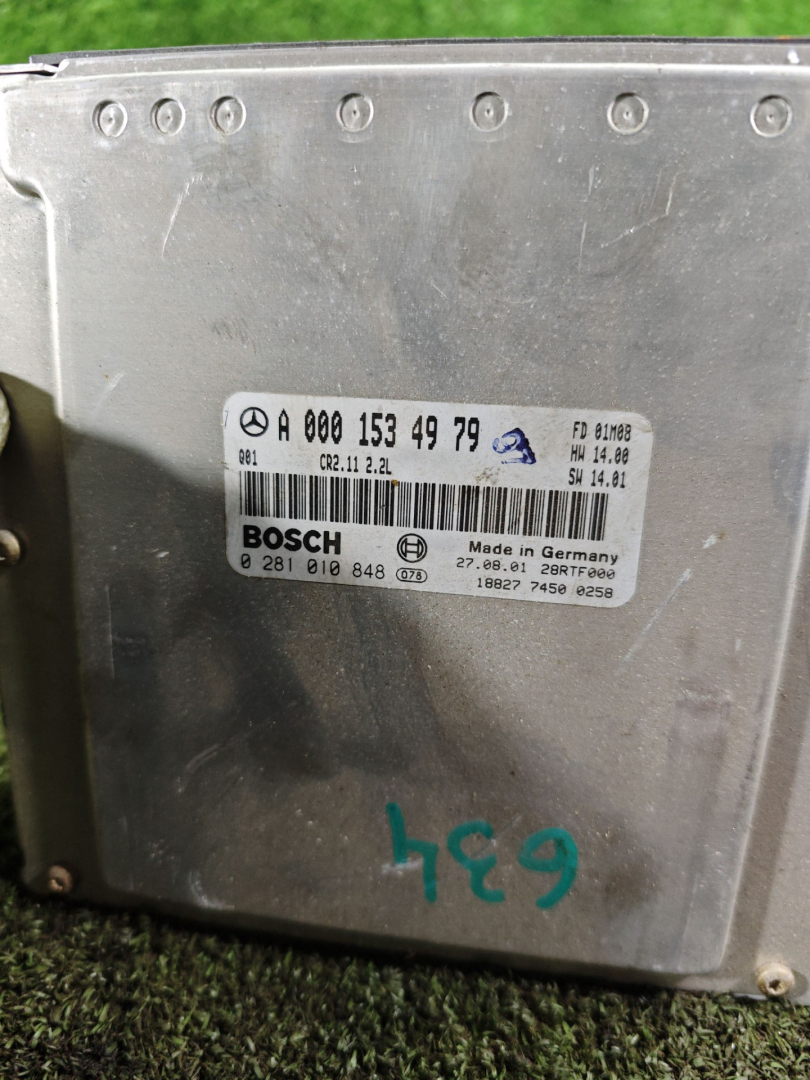 A 000 153 49 79
FD 01M08
HW 14.00
Q01 CR2.11 2.2L
SW 14.01
BOSCH
Made in Germany
0 281 010 848 078
27.08.01 28RTF000
18827 7450 0258
634